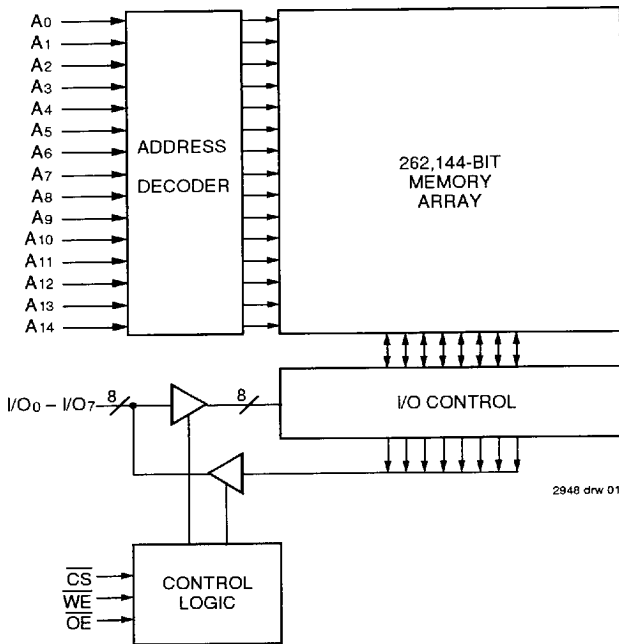 A0
A1
A2
A3
A4
A5
A6
A7
A8
A9
A10
A11
A12
A13
A14
ADDRESS
DECODER
262,144-BIT
MEMORY
ARRAY
I/O0 – I/O7
8
8
I/O CONTROL
2948 drw 01
CS
WE
OE
CONTROL
LOGIC